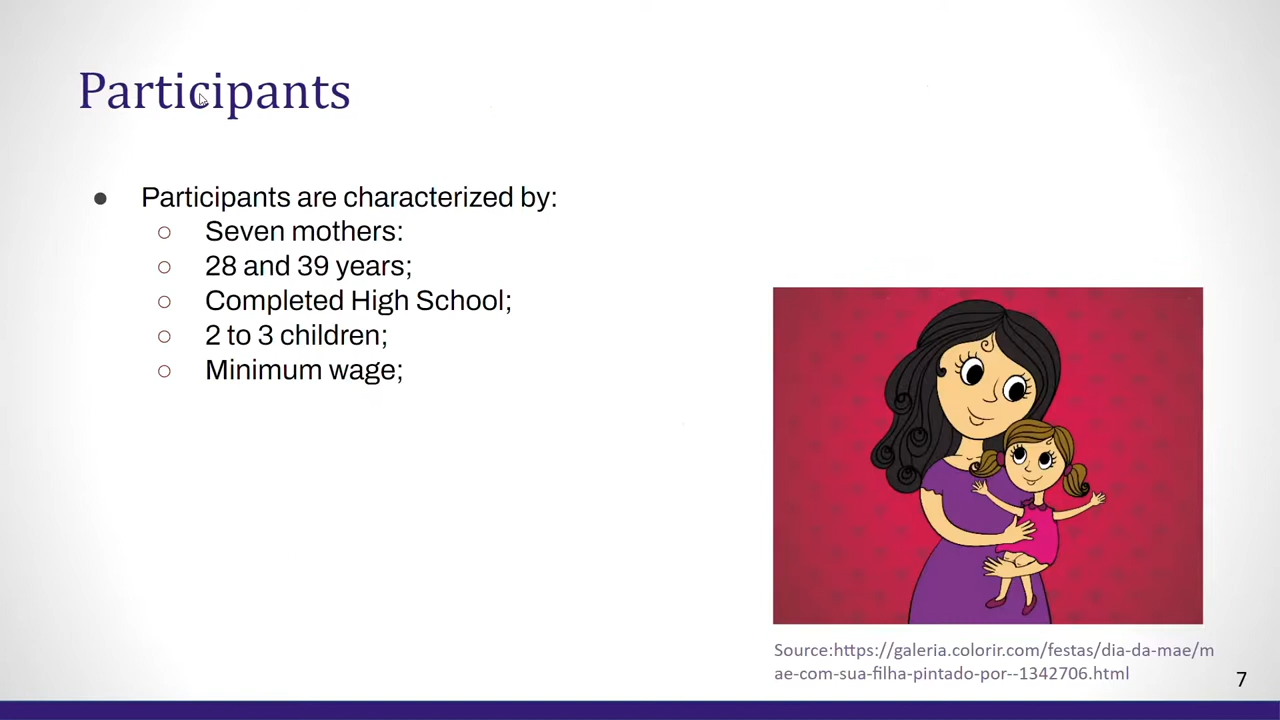 Participants
● Participants are characterized by:
○ Seven mothers:
○ 28 and 39 years;
○ Completed High School;
○ 2 to 3 children;
○ Minimum wage;
Source:https://galeria.colorir.com/festas/dia-da-mae/m
ae-com-sua-filha-pintado-por--1342706.html
7